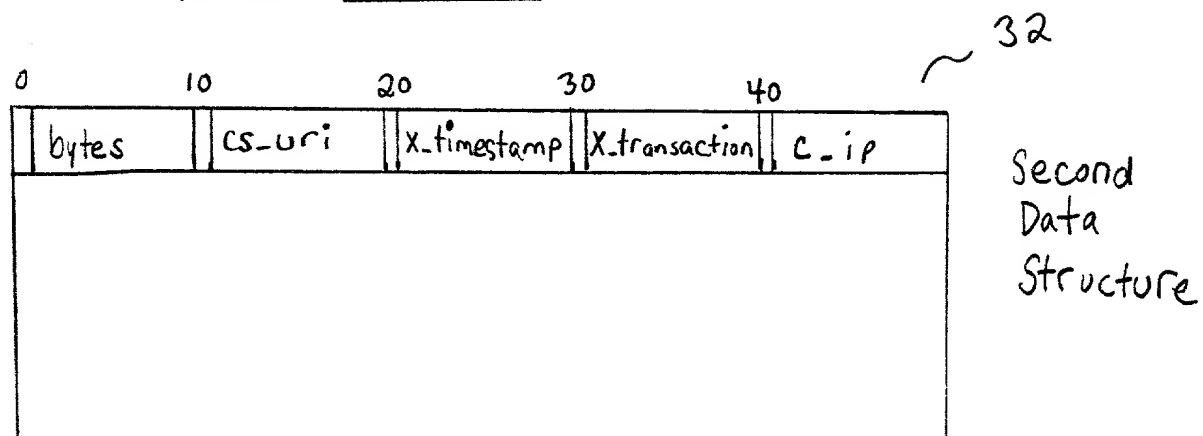 32
0 10 20 30 40
bytes cs_uri x_timestamp x_transaction c_ip
Second
Data
Structure